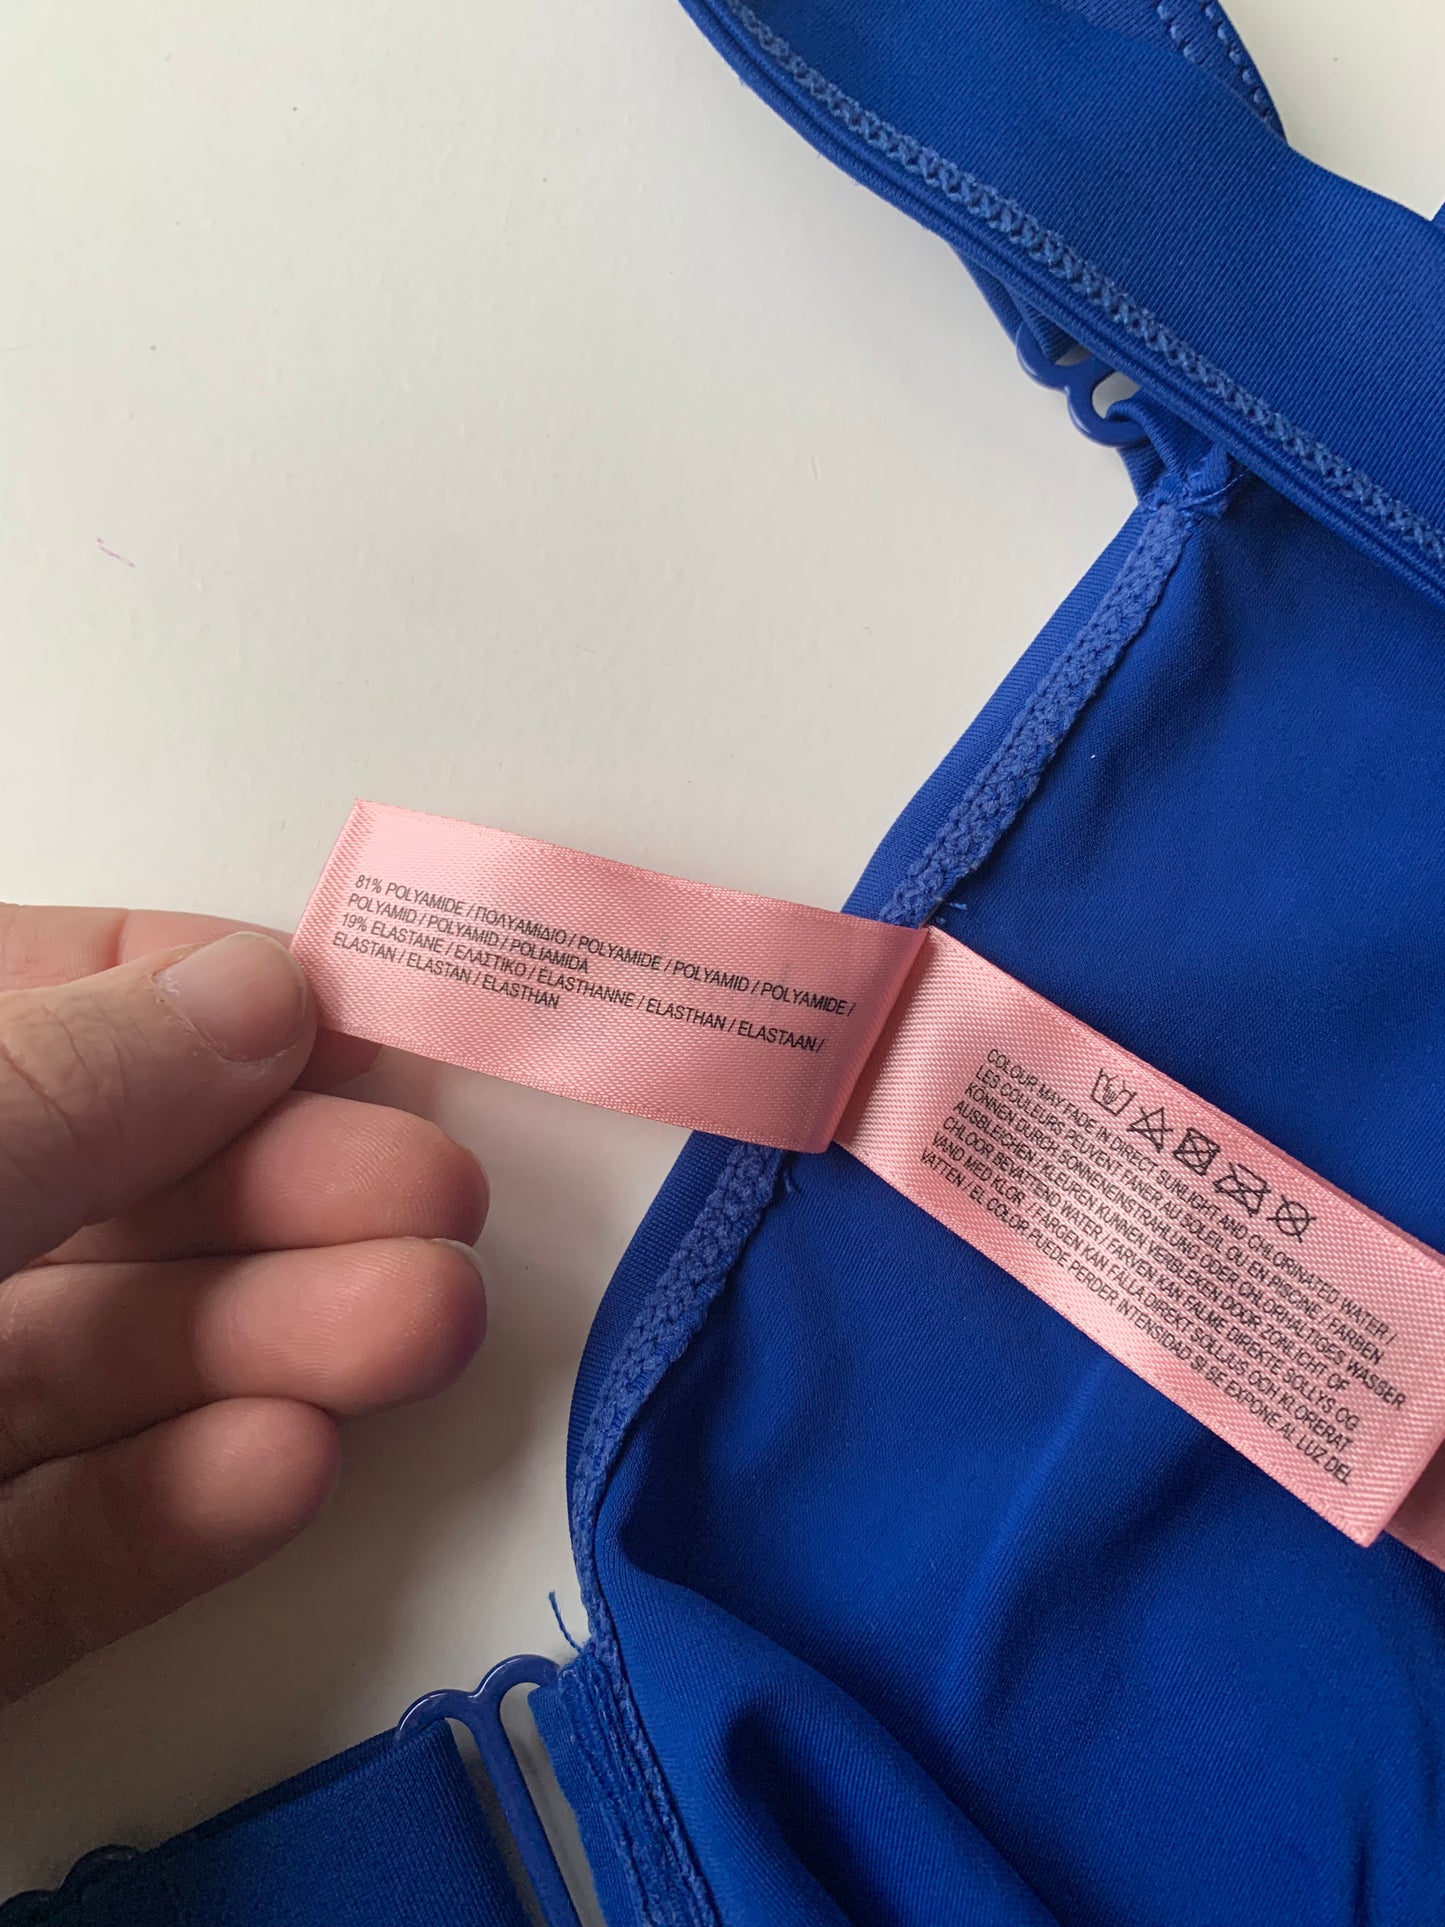 81% POLYAMIDE / ΠΟΛΥΑΜΙΔΙΟ / POLYAMIDE / POLYAMID / POLYAMIDE /
POLYAMID / POLYAMID / POLIAMIDA
19% ELASTANE / ΕΛΑΣΤΙΚΟ / ELASTHANNE / ELASTHAN / ELASTAAN /
ELASTAN / ELASTAN / ELASTHAN
COLOUR MAY FADE IN DIRECT SUNLIGHT AND CHLORINATED WATER /
LES COULEURS PEUVENT FANER AU SOLEIL OU EN PISCINE / FARBEN
KÖNNEN DURCH SONNENEINSTRAHLUNG ODER CHLORHALTIGES WASSER
AUSBLEICHEN / KLEUREN KUNNEN VERBLEKEN DOOR ZONLICHT OF
CHLOOR BEVATTEND WATER / FARVEN KAN FALME DIREKTE SOLLYS OG
VAND MED KLOR. / FÄRGEN KAN FALLA DIREKT SOLLJUS OCH KLORERAT
VATTEN / EL COLOR PUEDE PERDER INTENSIDAD SI SE EXPONE AL LUZ DEL